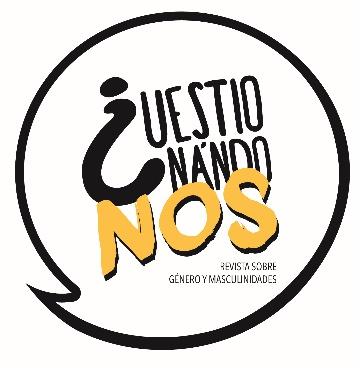 ¿UESTIO
NÁNDO
NOS
REVISTA SOBRE
GÉNERO Y MASCULINIDADES